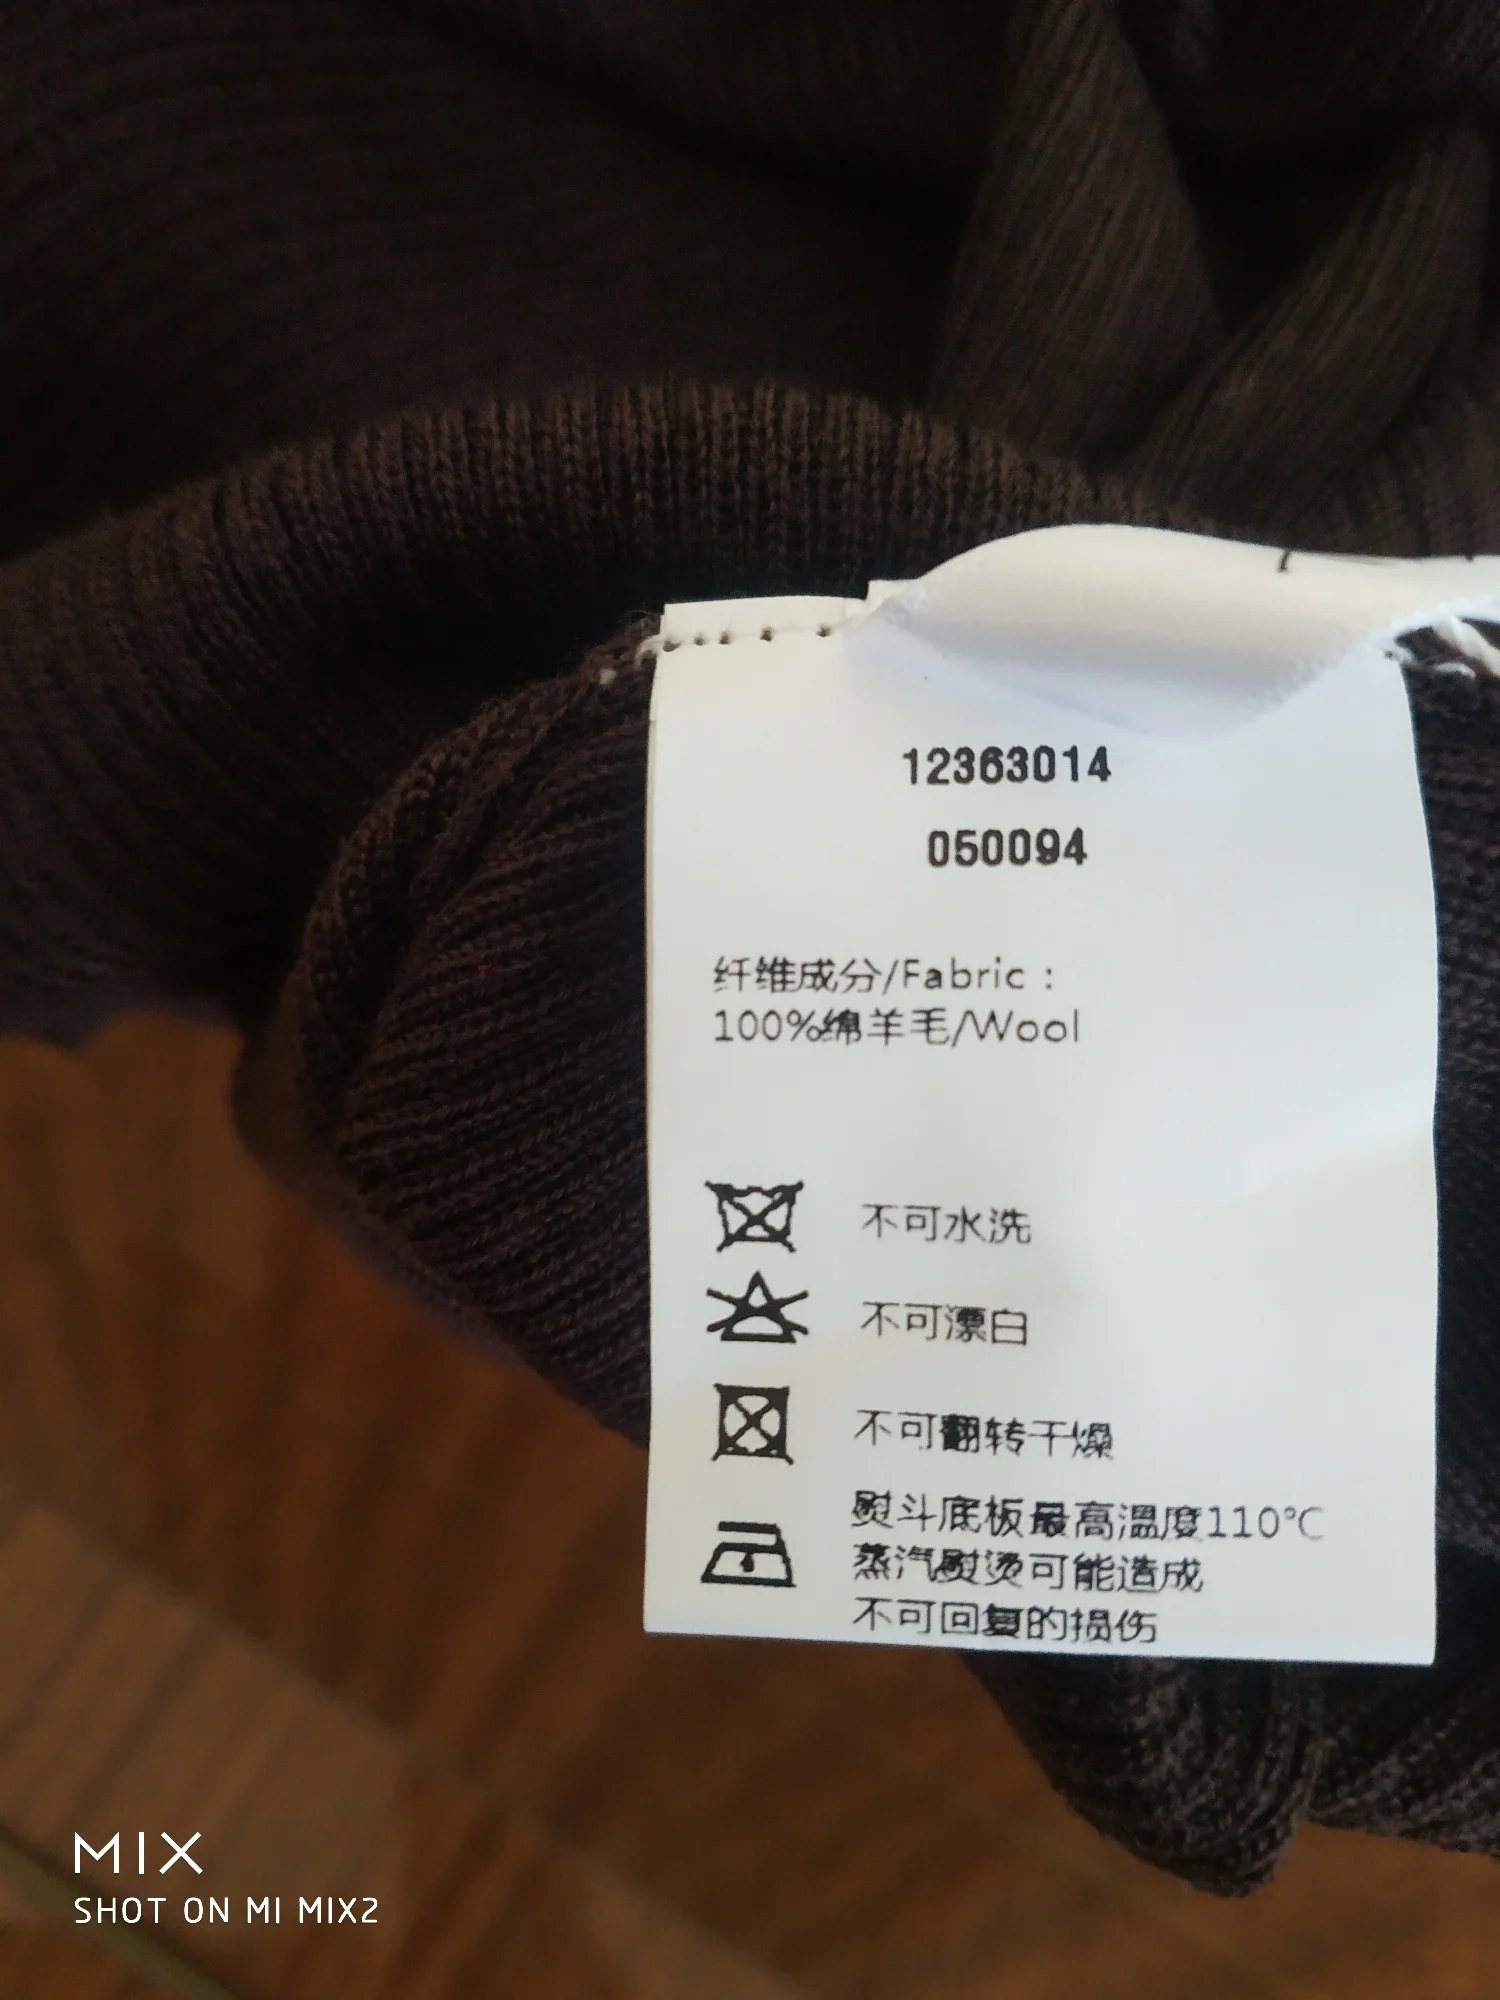 12363014
050094
纤维成分/Fabric：
100%绵羊毛/Wool
不可水洗
不可漂白
不可翻转干燥
熨斗底板最高温度110℃
蒸汽熨烫可能造成
不可回复的损伤
MIX
SHOT ON MI MIX2